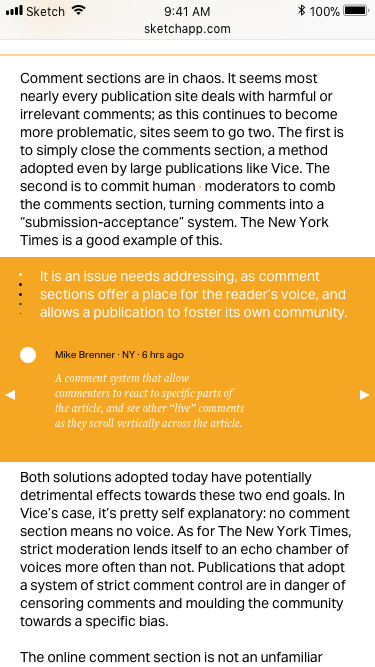 Sketch 9:41 AM 100%
sketchapp.com
Comment sections are in chaos. It seems most
nearly every publication site deals with harmful or
irrelevant comments; as this continues to become
more problematic, sites seem to go two. The first is
to simply close the comments section, a method
adopted even by large publications like Vice. The
second is to commit human · moderators to comb
the comments section, turning comments into a
“submission-acceptance” system. The New York
Times is a good example of this.
It is an issue needs addressing, as comment
sections offer a place for the reader’s voice, and
allows a publication to foster its own community.
Mike Brenner · NY · 6 hrs ago
A comment system that allow
commenters to react to specific parts of
the article, and see other “live” comments
as they scroll vertically across the article.
Both solutions adopted today have potentially
detrimental effects towards these two end goals. In
Vice’s case, it’s pretty self explanatory: no comment
section means no voice. As for The New York Times,
strict moderation lends itself to an echo chamber of
voices more often than not. Publications that adopt
a system of strict comment control are in danger of
censoring comments and moulding the community
towards a specific bias.
The online comment section is not an unfamiliar